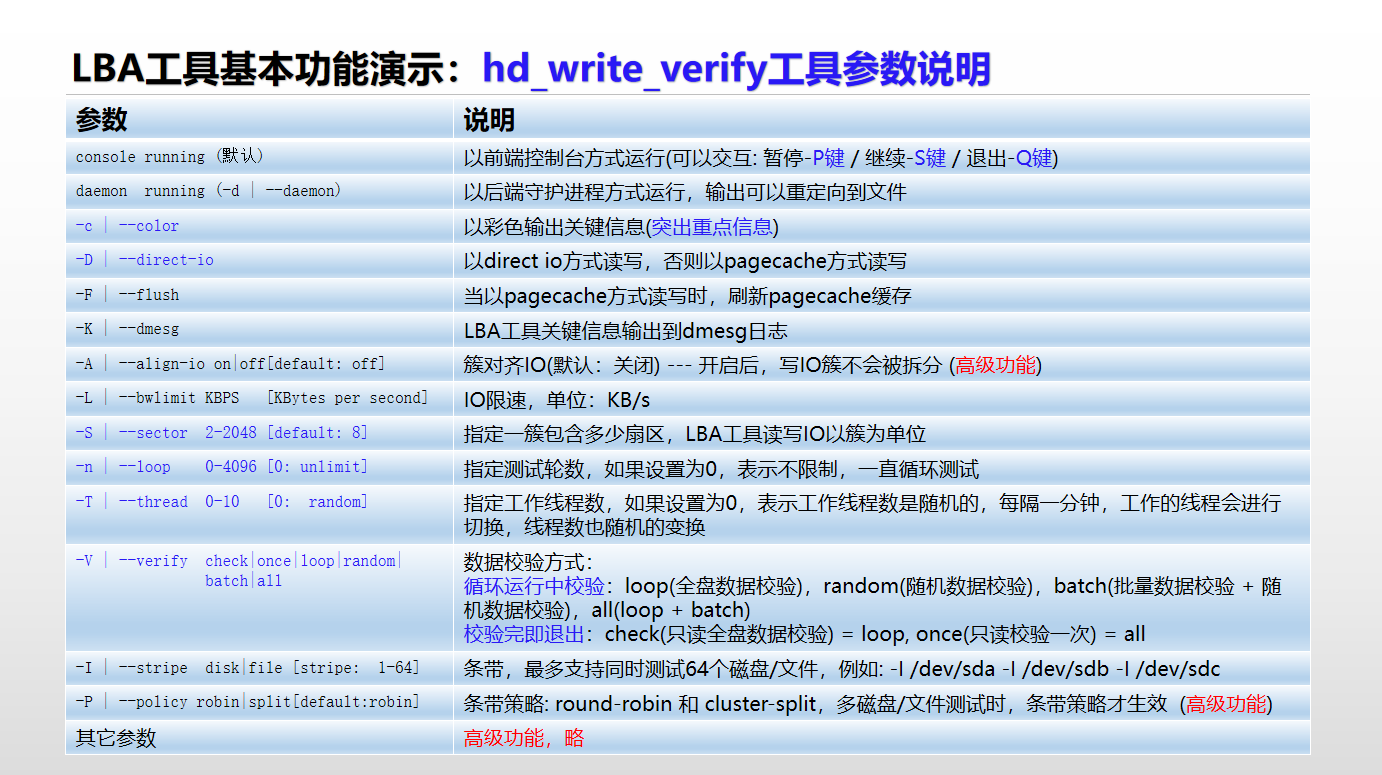 LBA工具基本功能演示：hd_write_verify工具参数说明
参数 说明
console running (默认) 以前端控制台方式运行(可以交互: 暂停-P键 / 继续-S键 / 退出-Q键)
daemon running (-d | --daemon) 以后端守护进程方式运行，输出可以重定向到文件
-c | --color 以彩色输出关键信息(突出重点信息)
-D | --direct-io 以direct io方式读写，否则以pagecache方式读写
-F | --flush 当以pagecache方式读写时，刷新pagecache缓存
-K | --dmesg LBA工具关键信息输出到dmesg日志
-A | --align-io on|off[default: off] 簇对齐IO(默认：关闭) --- 开启后，写IO簇不会被拆分 (高级功能)
-L | --bwlimit KBPS [KBytes per second] IO限速，单位：KB/s
-S | --sector 2-2048 [default: 8] 指定一簇包含多少扇区，LBA工具读写IO以簇为单位
-n | --loop 0-4096 [0: unlimit] 指定测试轮数，如果设置为0，表示不限制，一直循环测试
-T | --thread 0-10 [0: random] 指定工作线程数，如果设置为0，表示工作线程数是随机的，每隔一分钟，工作的线程会进行
切换，线程数也随机的变换
-V | --verify check|once|loop|random|
batch|all
数据校验方式：
循环运行中校验：loop(全盘数据校验)，random(随机数据校验)，batch(批量数据校验 + 随
机数据校验)，all(loop + batch)
校验完即退出：check(只读全盘数据校验) = loop, once(只读校验一次) = all
-I | --stripe disk|file [stripe: 1-64] 条带，最多支持同时测试64个磁盘/文件，例如: -I /dev/sda -I /dev/sdb -I /dev/sdc
-P | --policy robin|split[default:robin] 条带策略: round-robin 和 cluster-split，多磁盘/文件测试时，条带策略才生效 (高级功能)
其它参数 高级功能，略